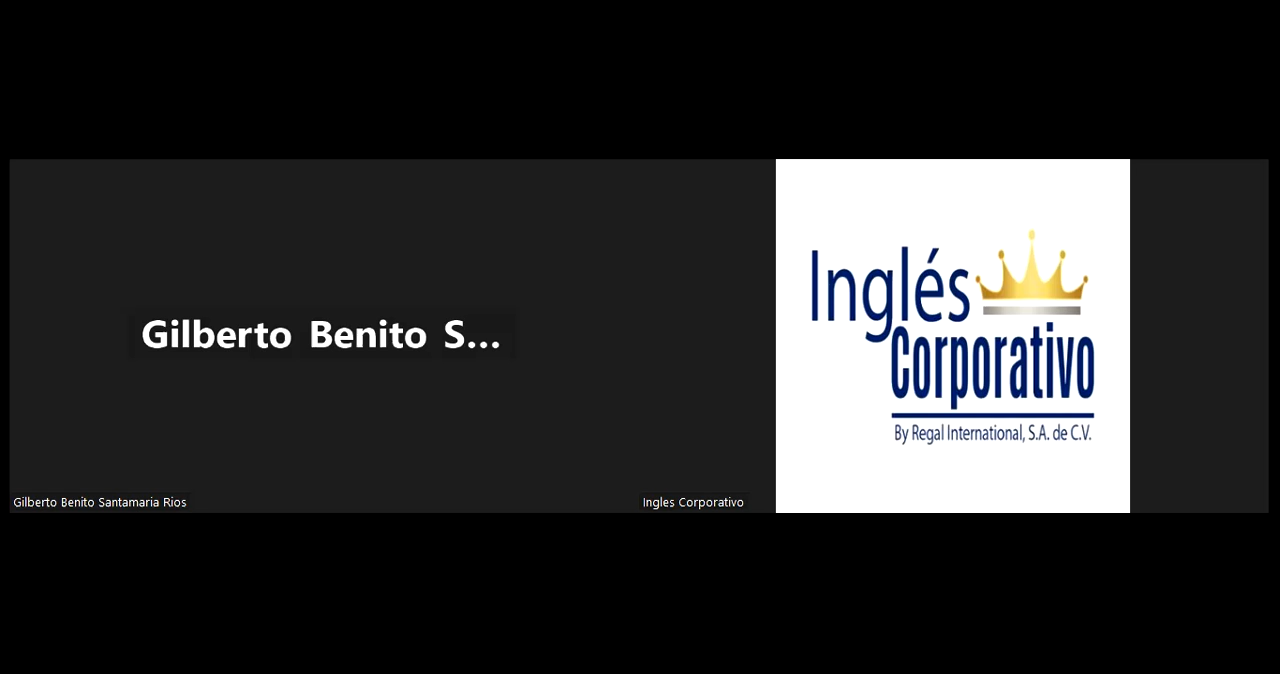 Gilberto Benito S...
Gilberto Benito Santamaria Rios
Inglés
Corporativo
By Regal International, S.A. de C.V.
Ingles Corporativo